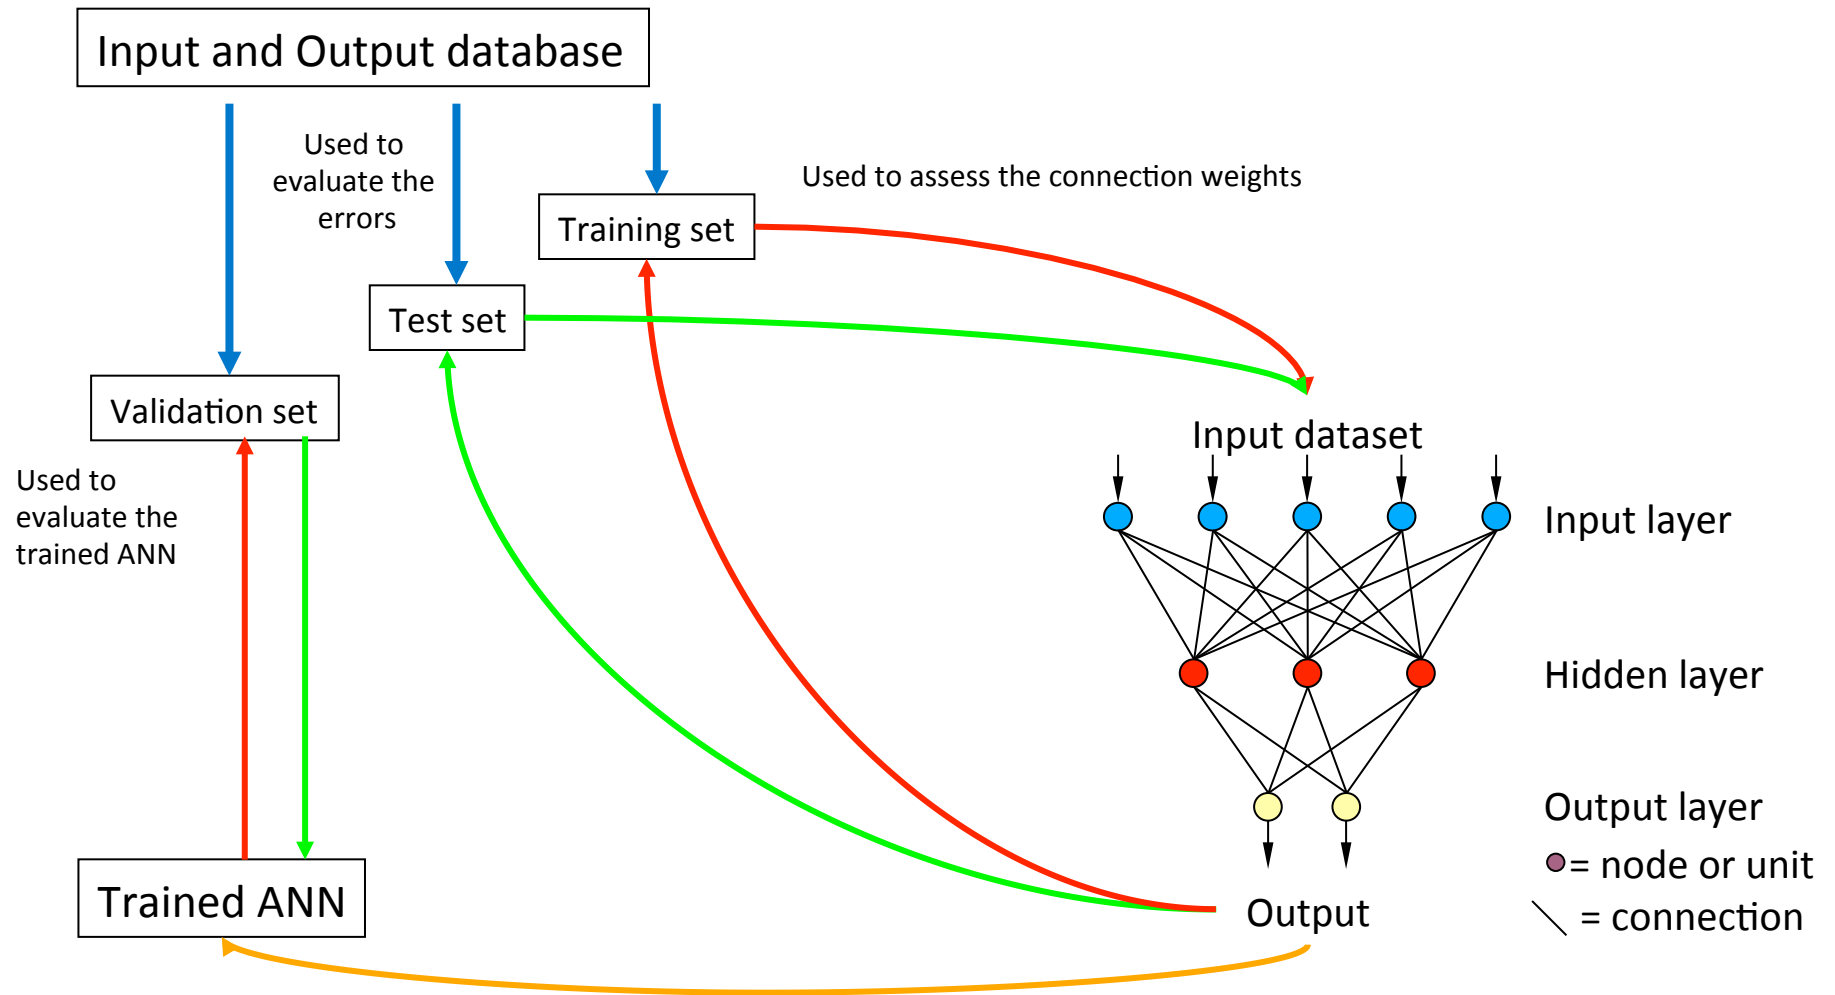 Input and Output database
Used to
evaluate the
errors
Used to assess the connection weights
Training set
Test set
Validation set
Used to
evaluate the
trained ANN
Input dataset
Input layer
Hidden layer
Output layer
= node or unit
= connection
Output
Trained ANN